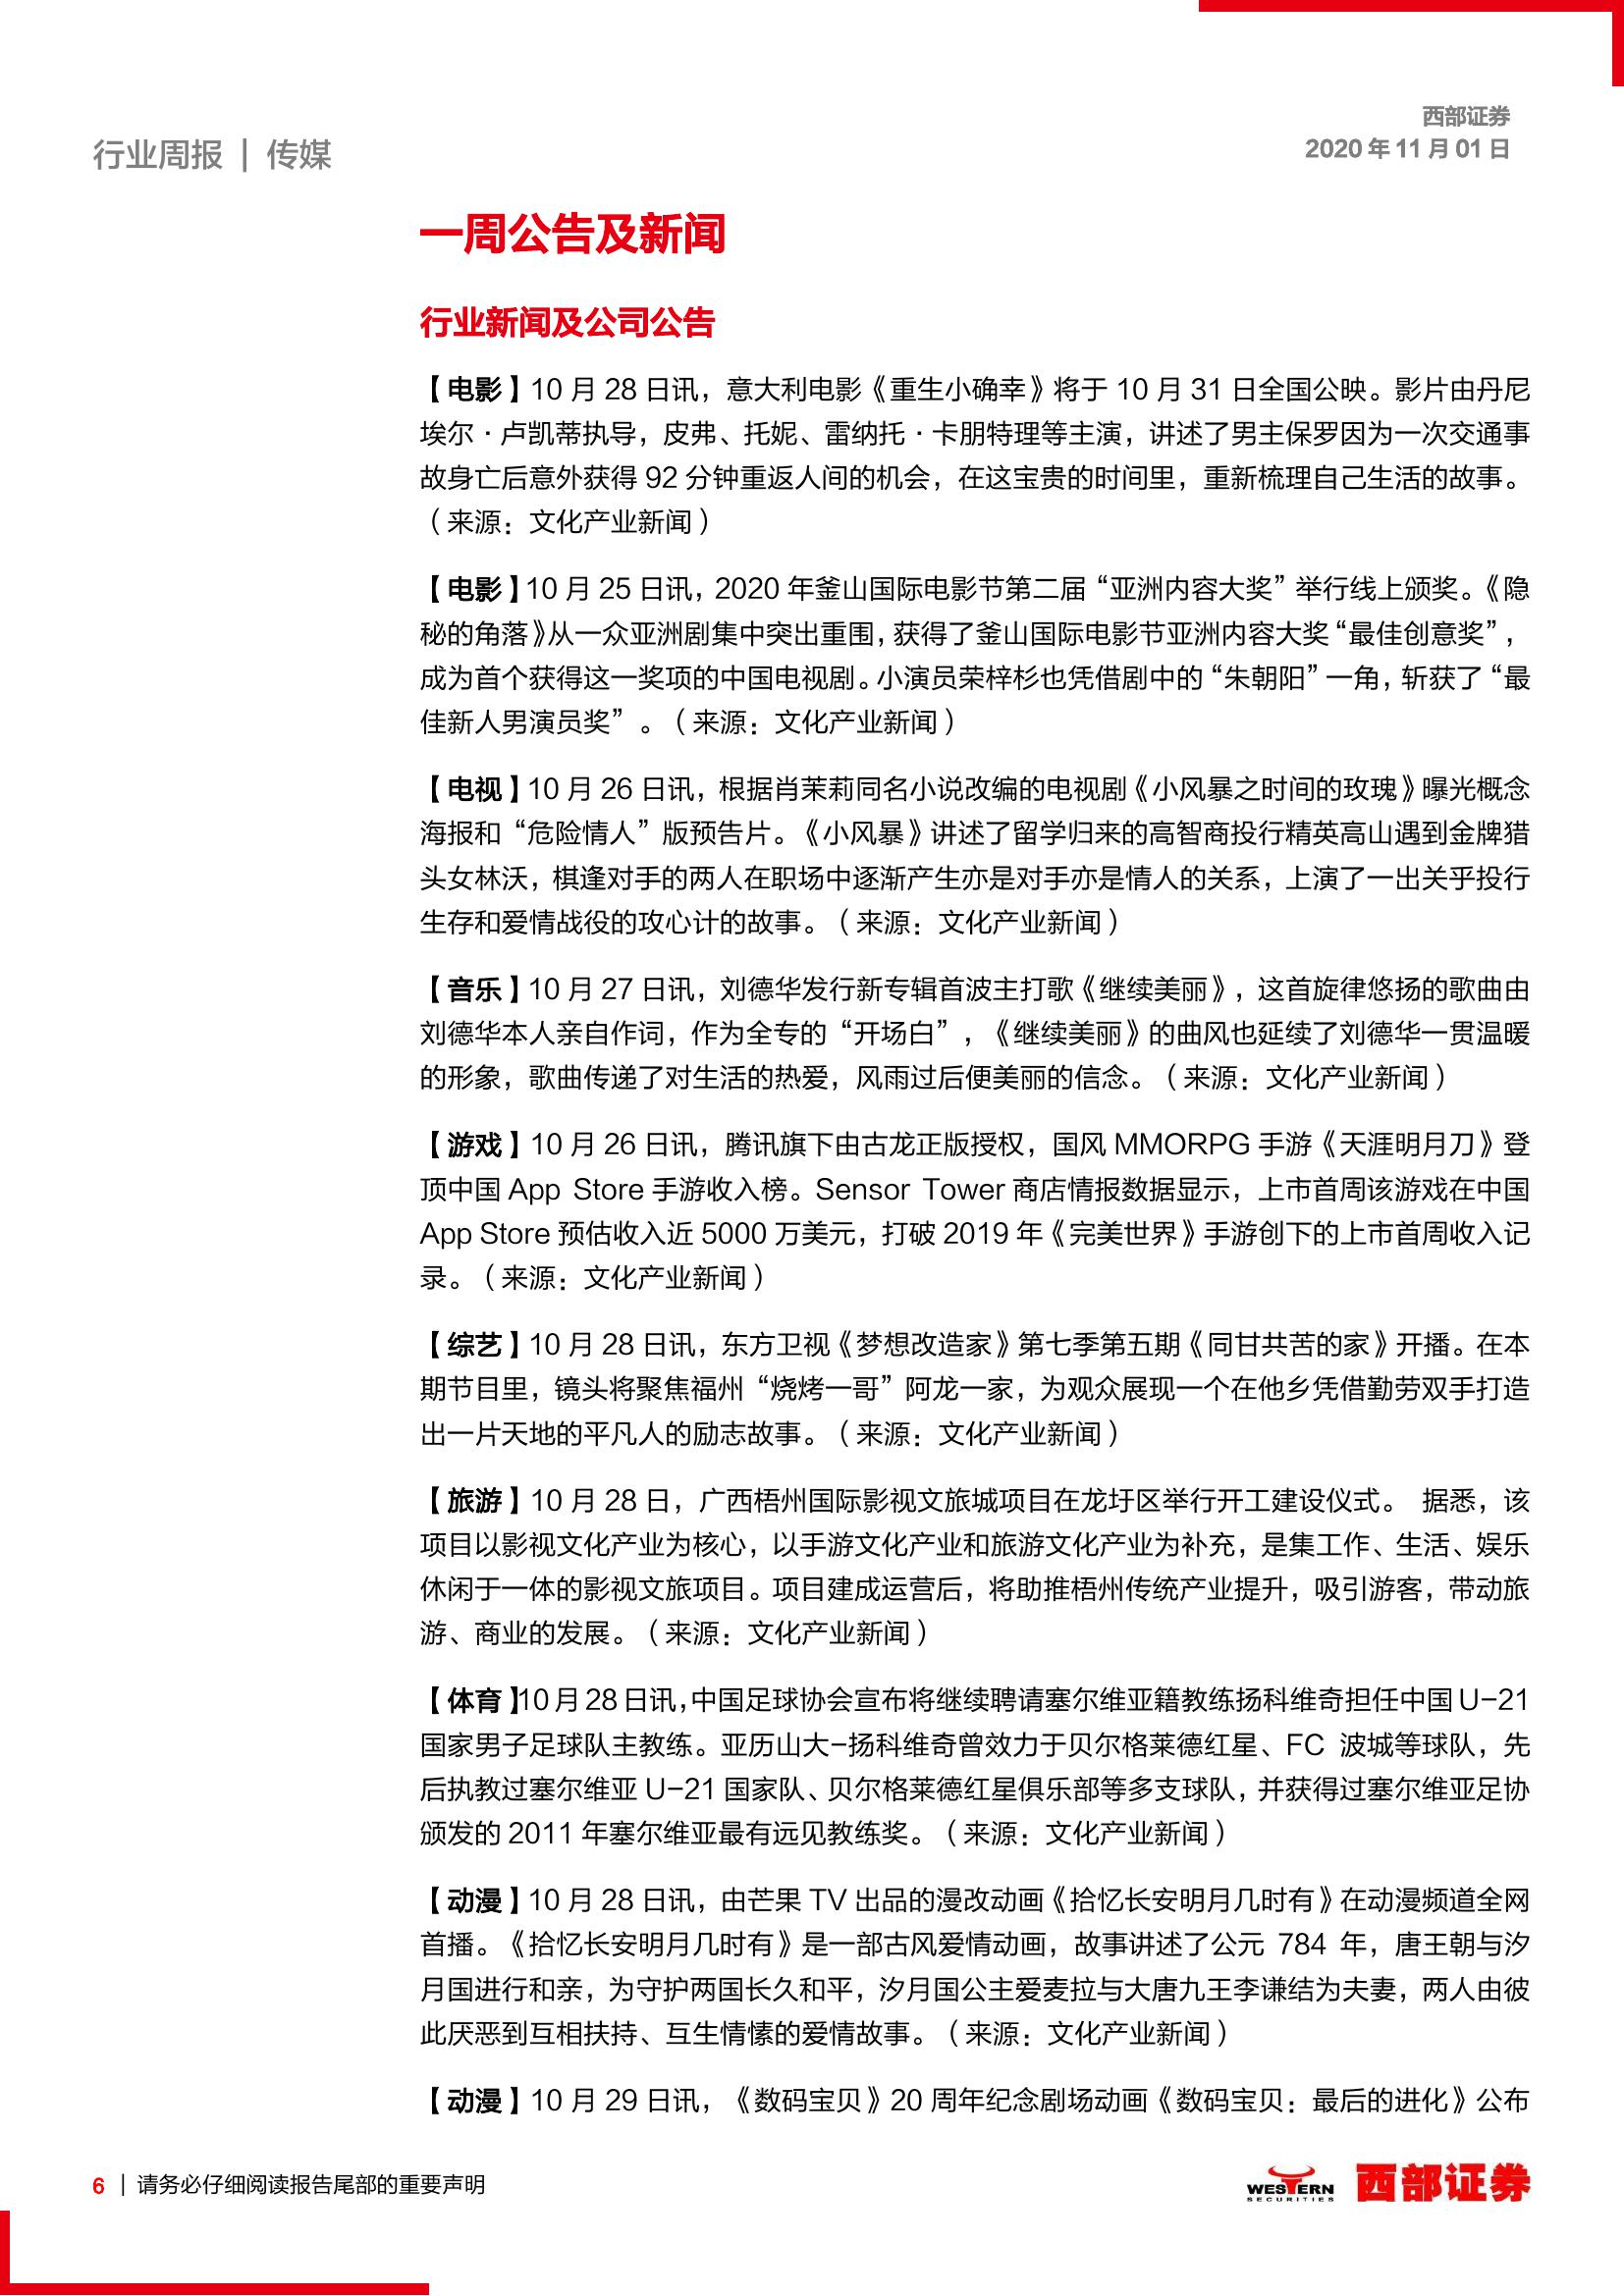 西部证券
行业周报 | 传媒
2020 年 11 月 01 日
一周公告及新闻
行业新闻及公司公告
【电影】10 月 28 日讯，意大利电影《重生小确幸》将于 10 月 31 日全国公映。影片由丹尼
埃尔·卢凯蒂执导，皮弗、托妮、雷纳托·卡朋特理等主演，讲述了男主保罗因为一次交通事
故身亡后意外获得 92 分钟重返人间的机会，在这宝贵的时间里，重新梳理自己生活的故事。
（来源：文化产业新闻）
【电影】10 月 25 日讯，2020 年釜山国际电影节第二届“亚洲内容大奖”举行线上颁奖。《隐
秘的角落》从一众亚洲剧集中突出重围，获得了釜山国际电影节亚洲内容大奖“最佳创意奖”，
成为首个获得这一奖项的中国电视剧。小演员荣梓杉也凭借剧中的“朱朝阳”一角，斩获了“最
佳新人男演员奖”。（来源：文化产业新闻）
【电视】10 月 26 日讯，根据肖茉莉同名小说改编的电视剧《小风暴之时间的玫瑰》曝光概念
海报和“危险情人”版预告片。《小风暴》讲述了留学归来的高智商投行精英高山遇到金牌猎
头女林沃，棋逢对手的两人在职场中逐渐产生亦是对手亦是情人的关系，上演了一出关乎投行
生存和爱情战役的攻心计的故事。（来源：文化产业新闻）
【音乐】10 月 27 日讯，刘德华发行新专辑首波主打歌《继续美丽》，这首旋律悠扬的歌曲由
刘德华本人亲自作词，作为全专的“开场白”，《继续美丽》的曲风也延续了刘德华一贯温暖
的形象，歌曲传递了对生活的热爱，风雨过后便美丽的信念。（来源：文化产业新闻）
【游戏】10 月 26 日讯，腾讯旗下由古龙正版授权，国风 MMORPG 手游《天涯明月刀》登
顶中国 App Store 手游收入榜。Sensor Tower 商店情报数据显示，上市首周该游戏在中国
App Store 预估收入近 5000 万美元，打破 2019 年《完美世界》手游创下的上市首周收入记
录。（来源：文化产业新闻）
【综艺】10 月 28 日讯，东方卫视《梦想改造家》第七季第五期《同甘共苦的家》开播。在本
期节目里，镜头将聚焦福州“烧烤一哥”阿龙一家，为观众展现一个在他乡凭借勤劳双手打造
出一片天地的平凡人的励志故事。（来源：文化产业新闻）
【旅游】10 月 28 日，广西梧州国际影视文旅城项目在龙圩区举行开工建设仪式。 据悉，该
项目以影视文化产业为核心，以手游文化产业和旅游文化产业为补充，是集工作、生活、娱乐
休闲于一体的影视文旅项目。项目建成运营后，将助推梧州传统产业提升，吸引游客，带动旅
游、商业的发展。（来源：文化产业新闻）
【体育】10 月 28 日讯，中国足球协会宣布将继续聘请塞尔维亚籍教练扬科维奇担任中国 U-21
国家男子足球队主教练。亚历山大-扬科维奇曾效力于贝尔格莱德红星、FC 波城等球队，先
后执教过塞尔维亚 U-21 国家队、贝尔格莱德红星俱乐部等多支球队，并获得过塞尔维亚足协
颁发的 2011 年塞尔维亚最有远见教练奖。（来源：文化产业新闻）
【动漫】10 月 28 日讯，由芒果 TV 出品的漫改动画《拾忆长安明月几时有》在动漫频道全网
首播。《拾忆长安明月几时有》是一部古风爱情动画，故事讲述了公元 784 年，唐王朝与汐
月国进行和亲，为守护两国长久和平，汐月国公主爱麦拉与大唐九王李谦结为夫妻，两人由彼
此厌恶到互相扶持、互生情愫的爱情故事。（来源：文化产业新闻）
【动漫】10 月 29 日讯，《数码宝贝》20 周年纪念剧场动画《数码宝贝：最后的进化》公布
6 | 请务必仔细阅读报告尾部的重要声明
WESTERN
SECURITIES
西部证券